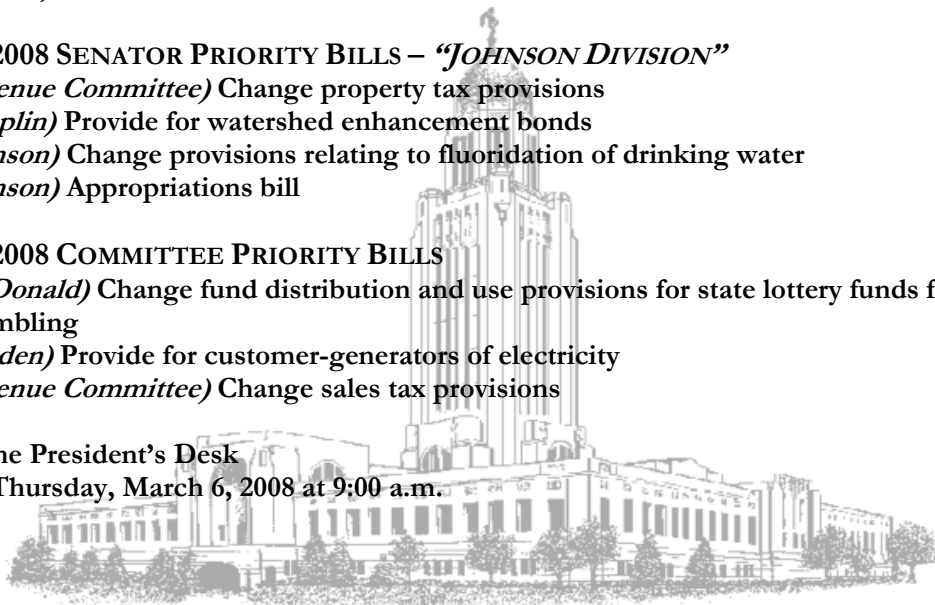 2008 SENATOR PRIORITY BILLS – “JOHNSON DIVISION”
enue Committee) Change property tax provisions
plin) Provide for watershed enhancement bonds
nson) Change provisions relating to fluoridation of drinking water
nson) Appropriations bill
2008 COMMITTEE PRIORITY BILLS
Donald) Change fund distribution and use provisions for state lottery funds f
mbling
den) Provide for customer-generators of electricity
enue Committee) Change sales tax provisions
he President’s Desk
Thursday, March 6, 2008 at 9:00 a.m.